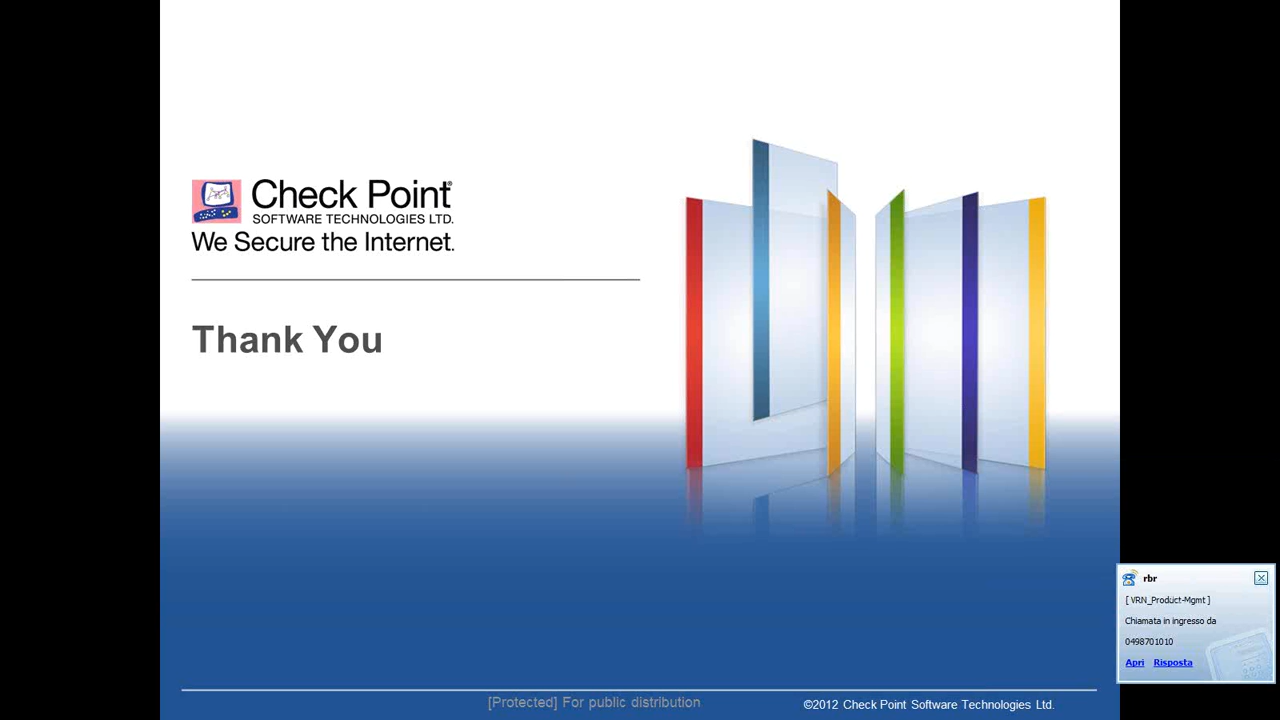 Check Point
SOFTWARE TECHNOLOGIES LTD.
We Secure the Internet.
Thank You
rbr
[ VRN_Product-Mgmt ]
Chiamata in ingresso da
0498701010
Apri Risposta
[Protected] For public distribution
©2012 Check Point Software Technologies Ltd.